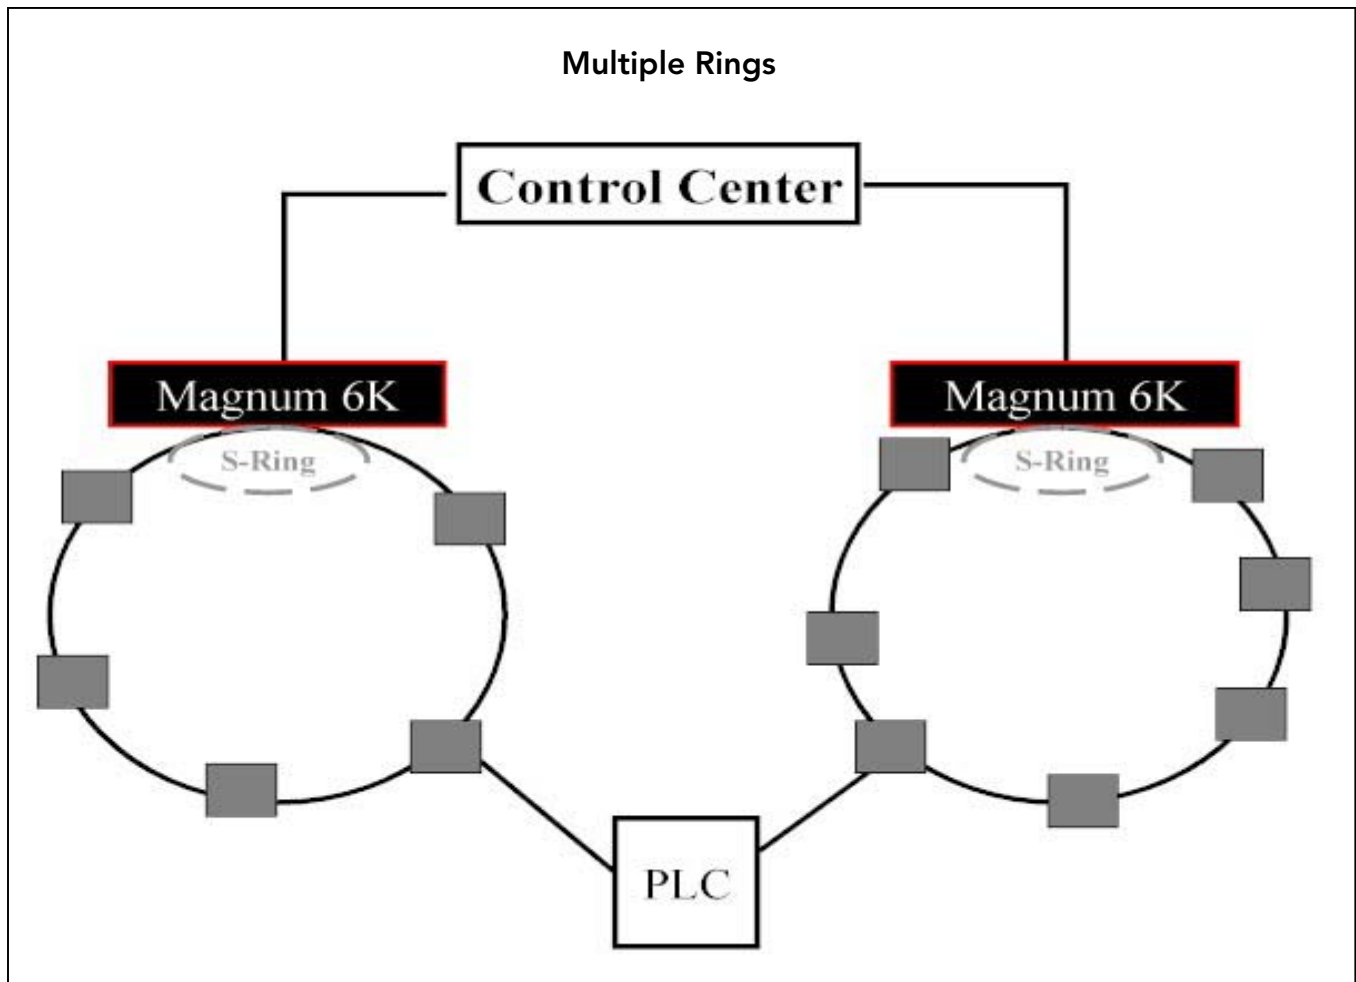 Multiple Rings
Control Center
Magnum 6K
Magnum 6K
S-Ring
S-Ring
PLC